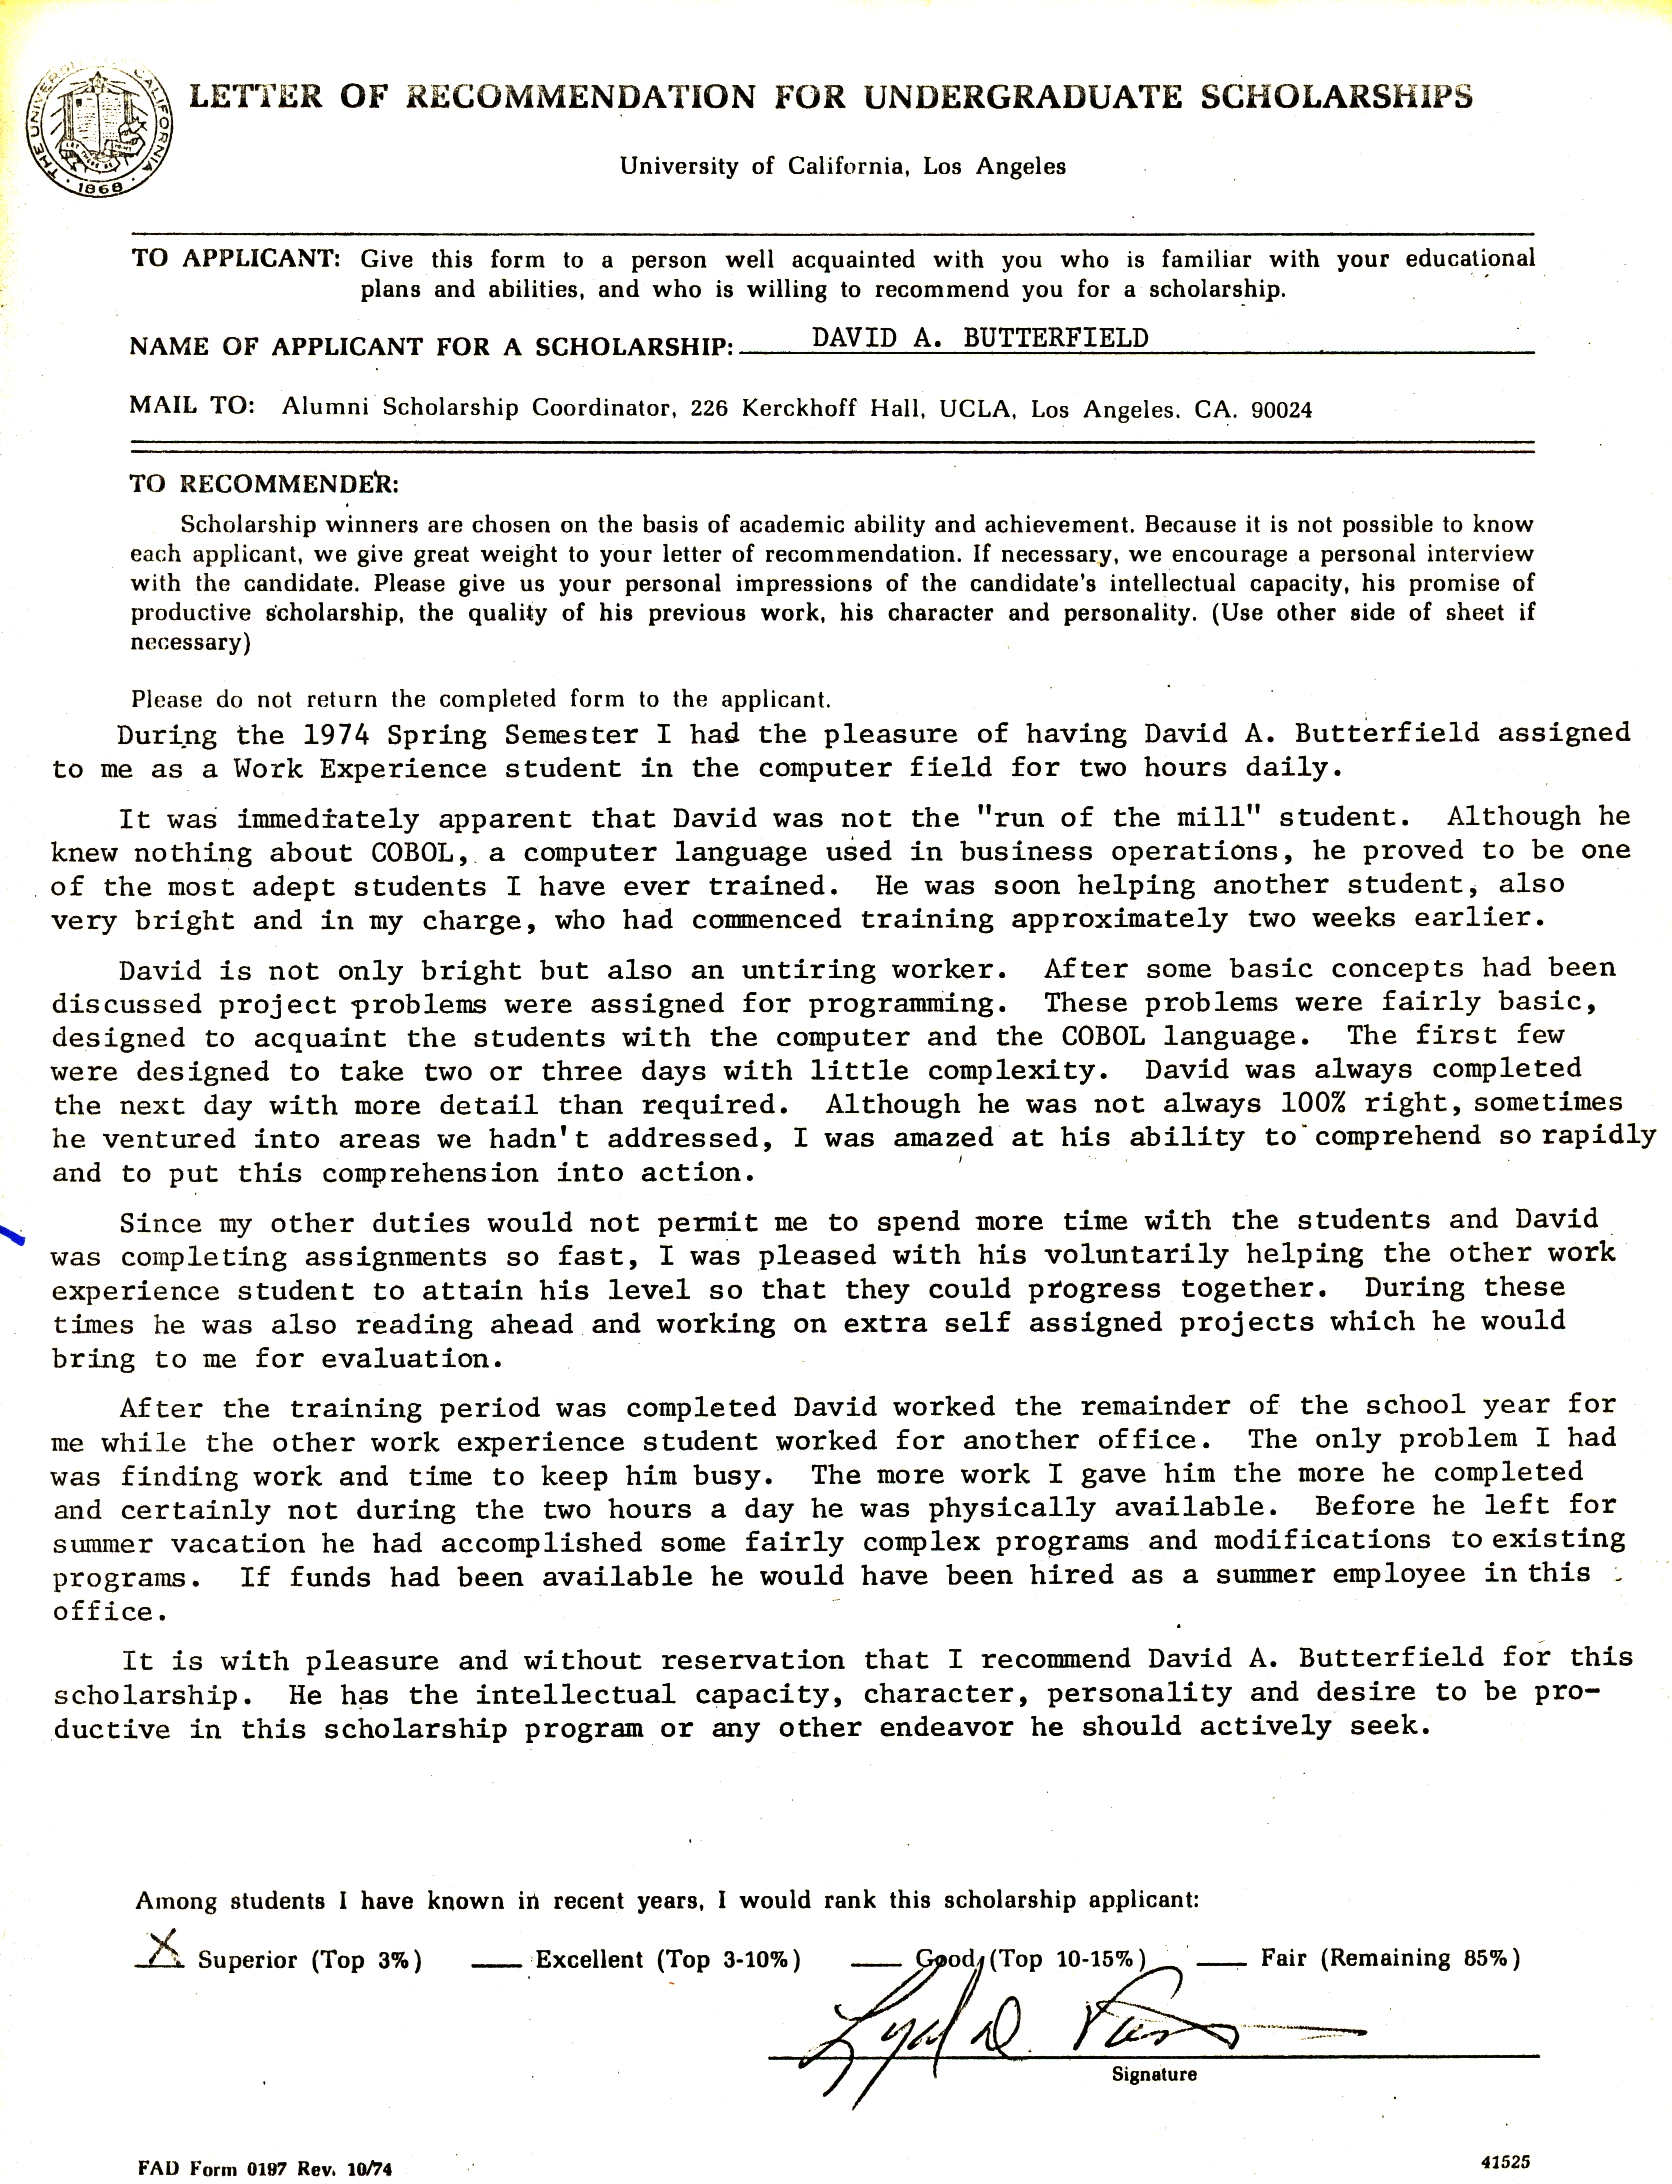 THE UNIVERSI CALIFORNIA
1868
LETTER OF RECOMMENDATION FOR UNDERGRADUATE SCHOLARSHIPS
University of California, Los Angeles
TO APPLICANT: Give this form to a person well acquainted with you who is familiar with your educational
plans and abilities, and who is willing to recommend you for a scholarship.
NAME OF APPLICANT FOR A SCHOLARSHIP: DAVID A. BUTTERFIELD
MAIL TO: Alumni Scholarship Coordinator, 226 Kerckhoff Hall, UCLA, Los Angeles. CA. 90024
TO RECOMMENDER:
Scholarship winners are chosen on the basis of academic ability and achievement. Because it is not possible to know
each applicant, we give great weight to your letter of recommendation. If necessary, we encourage a personal interview
with the candidate. Please give us your personal impressions of the candidate's intellectual capacity, his promise of
productive scholarship, the quality of his previous work, his character and personality. (Use other side of sheet if
necessary)
Please do not return the completed form to the applicant.
During the 1974 Spring Semester I had the pleasure of having David A. Butterfield assigned
to me as a Work Experience student in the computer field for two hours daily.
It was immediately apparent that David was not the "run of the mill" student. Although he
knew nothing about COBOL, a computer language used in business operations, he proved to be one
of the most adept students I have ever trained. He was soon helping another student, also
very bright and in my charge, who had commenced training approximately two weeks earlier.
David is not only bright but also an untiring worker. After some basic concepts had been
discussed project problems were assigned for programming. These problems were fairly basic,
designed to acquaint the students with the computer and the COBOL language. The first few
were designed to take two or three days with little complexity. David was always completed
the next day with more detail than required. Although he was not always 100% right, sometimes
he ventured into areas we hadn't addressed, I was amazed at his ability to comprehend so rapidly
and to put this comprehension into action.
Since my other duties would not permit me to spend more time with the students and David
was completing assignments so fast, I was pleased with his voluntarily helping the other work
experience student to attain his level so that they could progress together. During these
times he was also reading ahead and working on extra self assigned projects which he would
bring to me for evaluation.
After the training period was completed David worked the remainder of the school year for
me while the other work experience student worked for another office. The only problem I had
was finding work and time to keep him busy. The more work I gave him the more he completed
and certainly not during the two hours a day he was physically available. Before he left for
summer vacation he had accomplished some fairly complex programs and modifications to existing
programs. If funds had been available he would have been hired as a summer employee in this
office.
It is with pleasure and without reservation that I recommend David A. Butterfield for this
scholarship. He has the intellectual capacity, character, personality and desire to be pro-
ductive in this scholarship program or any other endeavor he should actively seek.
Among students I have known in recent years, I would rank this scholarship applicant:
X Superior (Top 3%) Excellent (Top 3-10%) Good (Top 10-15%) Fair (Remaining 85%)
Signature
FAD Form 0197 Rev. 10/74 41525